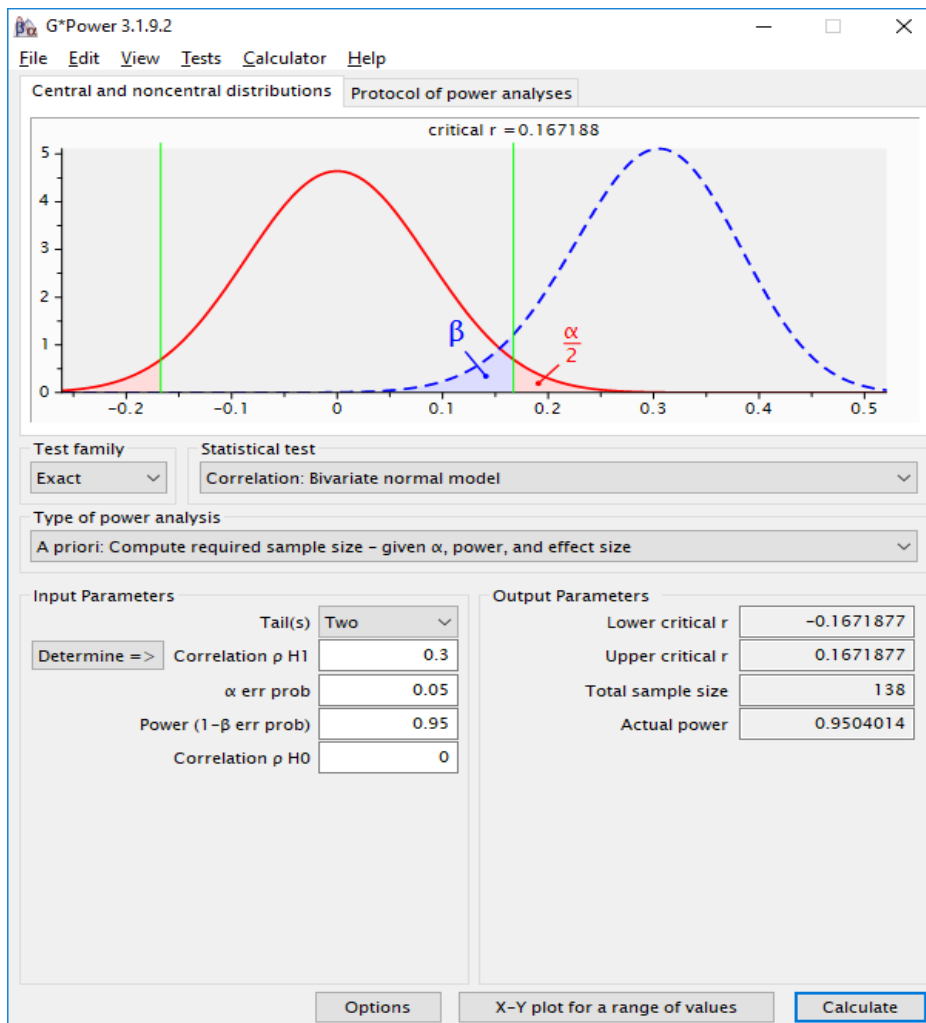 G*Power 3.1.9.2
File Edit View Tests Calculator Help
Central and noncentral distributions Protocol of power analyses
critical r = 0.167188
5
4
3
2
1
0
β
α
2
-0.2 -0.1 0 0.1 0.2 0.3 0.4 0.5
Test family Statistical test
Exact Correlation: Bivariate normal model
Type of power analysis
A priori: Compute required sample size - given α, power, and effect size
Input Parameters
Tail(s) Two
Determine => Correlation ρ H1 0.3
α err prob 0.05
Power (1-β err prob) 0.95
Correlation ρ H0 0
Output Parameters
Lower critical r -0.1671877
Upper critical r 0.1671877
Total sample size 138
Actual power 0.9504014
Options X-Y plot for a range of values Calculate